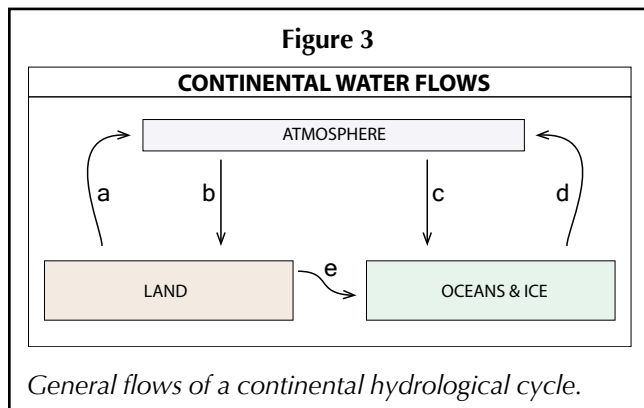 Figure 3
CONTINENTAL WATER FLOWS
ATMOSPHERE
a
b
c
d
LAND
e
OCEANS & ICE
General flows of a continental hydrological cycle.